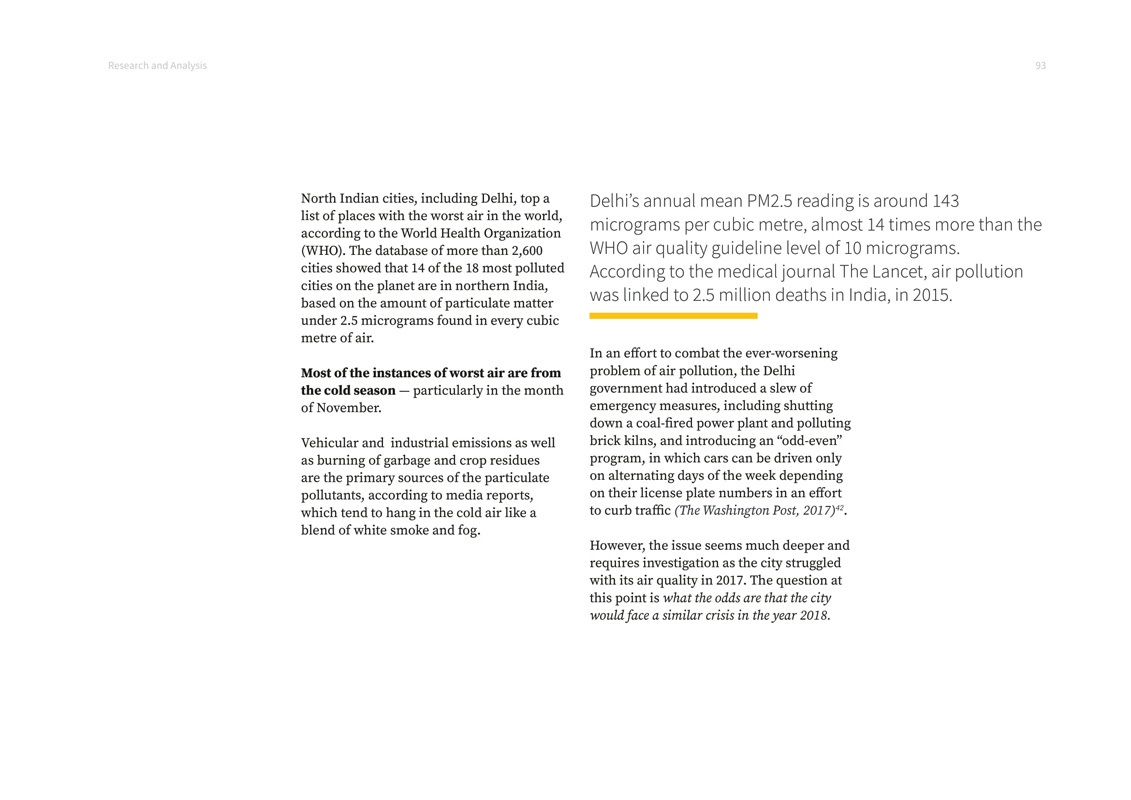 Research and Analysis
93
North Indian cities, including Delhi, top a
list of places with the worst air in the world,
according to the World Health Organization
(WHO). The database of more than 2,600
cities showed that 14 of the 18 most polluted
cities on the planet are in northern India,
based on the amount of particulate matter
under 2.5 micrograms found in every cubic
metre of air.
Most of the instances of worst air are from
the cold season — particularly in the month
of November.
Vehicular and  industrial emissions as well
as burning of garbage and crop residues
are the primary sources of the particulate
pollutants, according to media reports,
which tend to hang in the cold air like a
blend of white smoke and fog.
Delhi’s annual mean PM2.5 reading is around 143
micrograms per cubic metre, almost 14 times more than the
WHO air quality guideline level of 10 micrograms.
According to the medical journal The Lancet, air pollution
was linked to 2.5 million deaths in India, in 2015.
In an effort to combat the ever-worsening
problem of air pollution, the Delhi
government had introduced a slew of
emergency measures, including shutting
down a coal-fired power plant and polluting
brick kilns, and introducing an “odd-even”
program, in which cars can be driven only
on alternating days of the week depending
on their license plate numbers in an effort
to curb traffic (The Washington Post, 2017)⁴².
However, the issue seems much deeper and
requires investigation as the city struggled
with its air quality in 2017. The question at
this point is what the odds are that the city
would face a similar crisis in the year 2018.